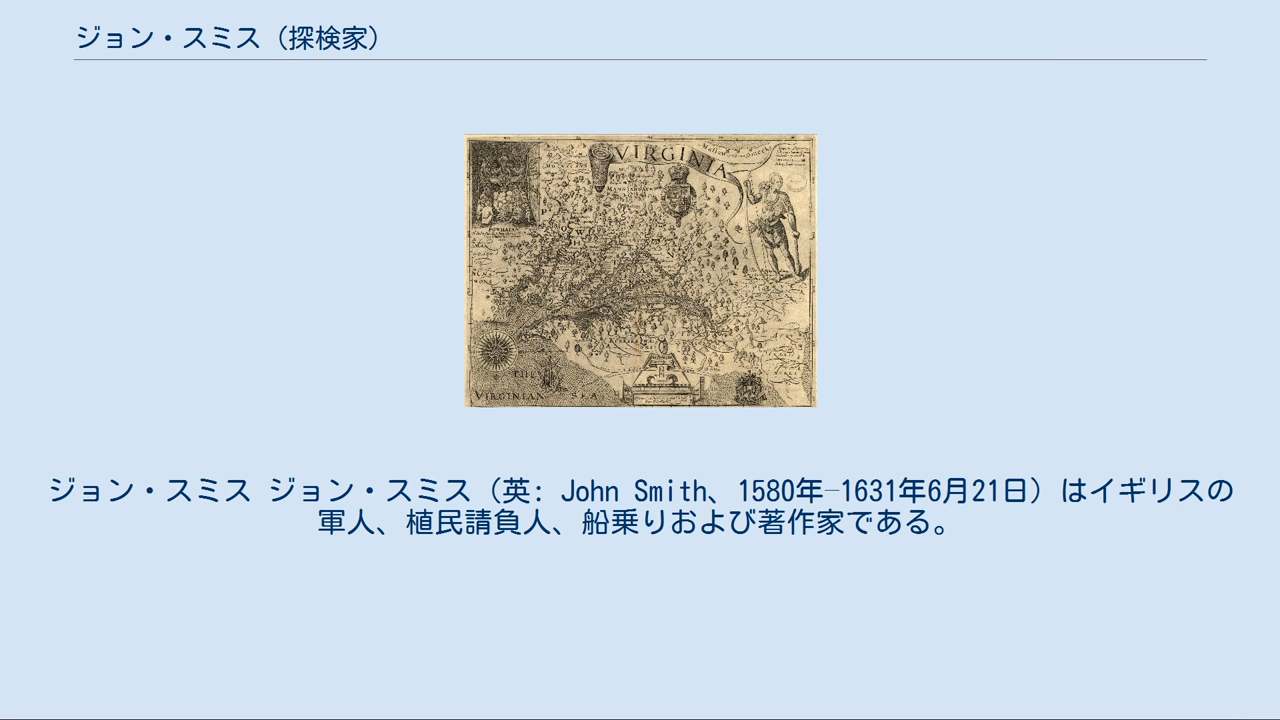 ジョン・スミス（探検家）
VIRGINIA
VIRGINIAN SEA
ジョン・スミス ジョン・スミス（英: John Smith、1580年–1631年6月21日）はイギリスの
軍人、植民請負人、船乗りおよび著作家である。